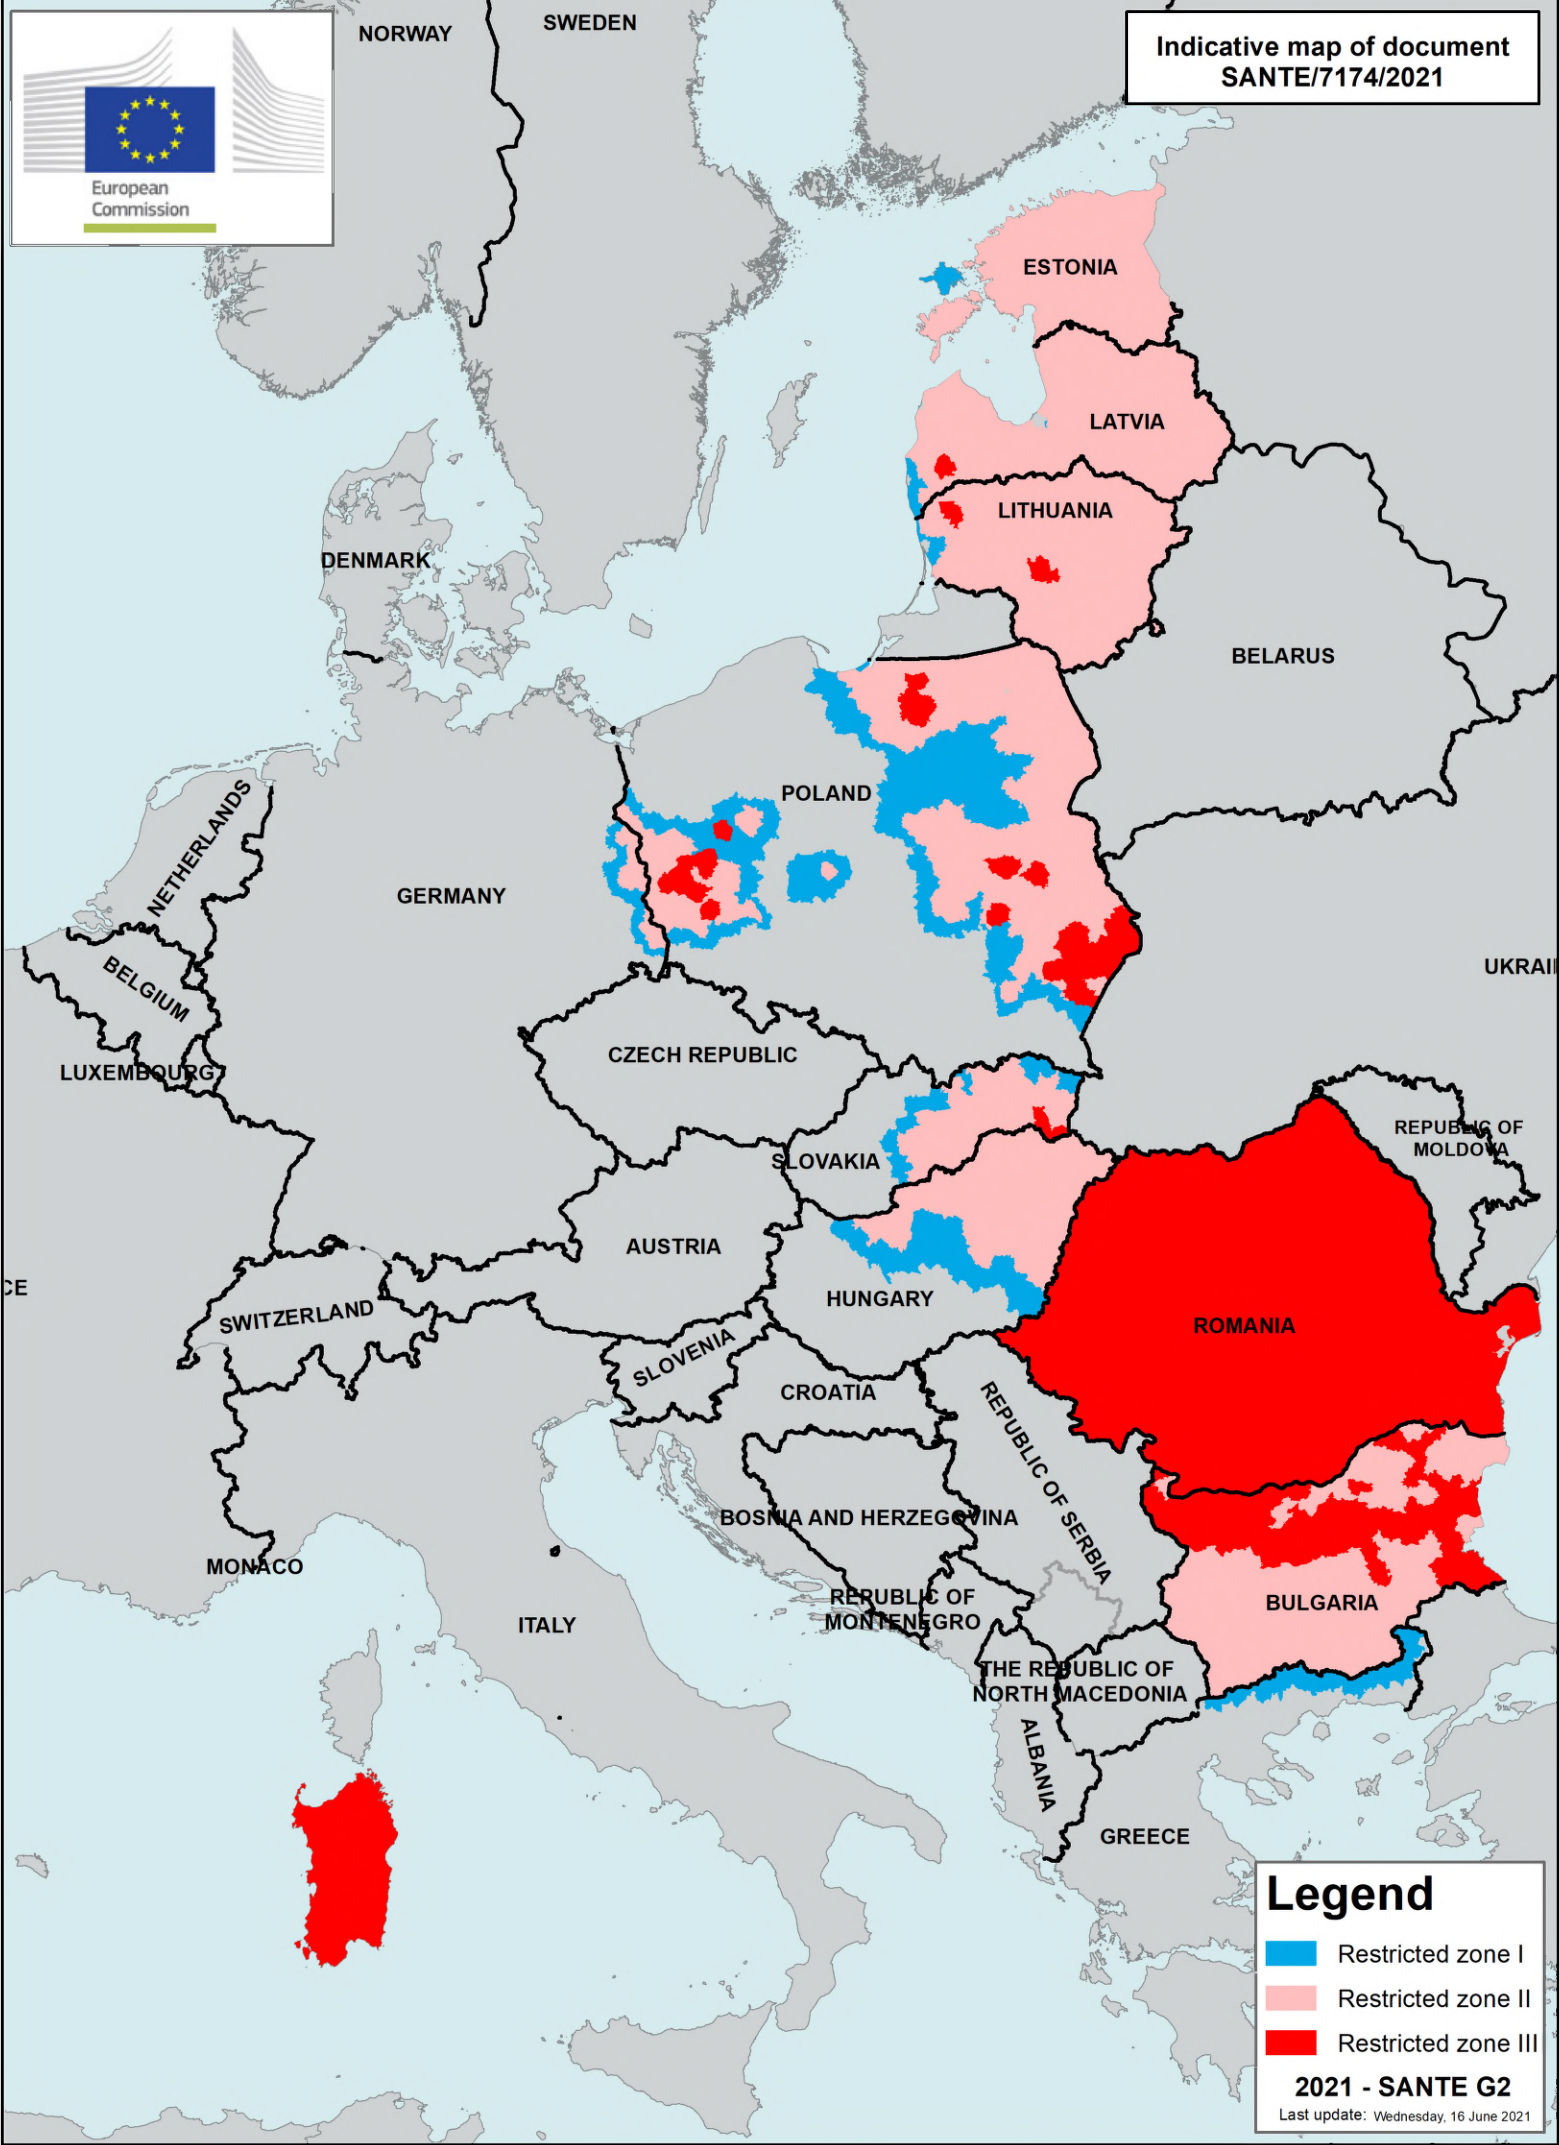 NORWAY
SWEDEN
Indicative map of document
SANTE/7174/2021
European
Commission
ESTONIA
LATVIA
LITHUANIA
DENMARK
BELARUS
POLAND
NETHERLANDS
GERMANY
BELGIUM
UKRAI
LUXEMBOURG
CZECH REPUBLIC
REPUBLIC OF
MOLDOVA
SLOVAKIA
AUSTRIA
CE
HUNGARY
SWITZERLAND
ROMANIA
SLOVENIA
CROATIA
REPUBLIC OF SERBIA
BOSNIA AND HERZEGOVINA
MONACO
REPUBLIC OF
MONTENEGRO
BULGARIA
ITALY
THE REPUBLIC OF
NORTH MACEDONIA
ALBANIA
GREECE
Legend
Restricted zone I
Restricted zone II
Restricted zone III
2021 - SANTE G2
Last update: Wednesday, 16 June 2021